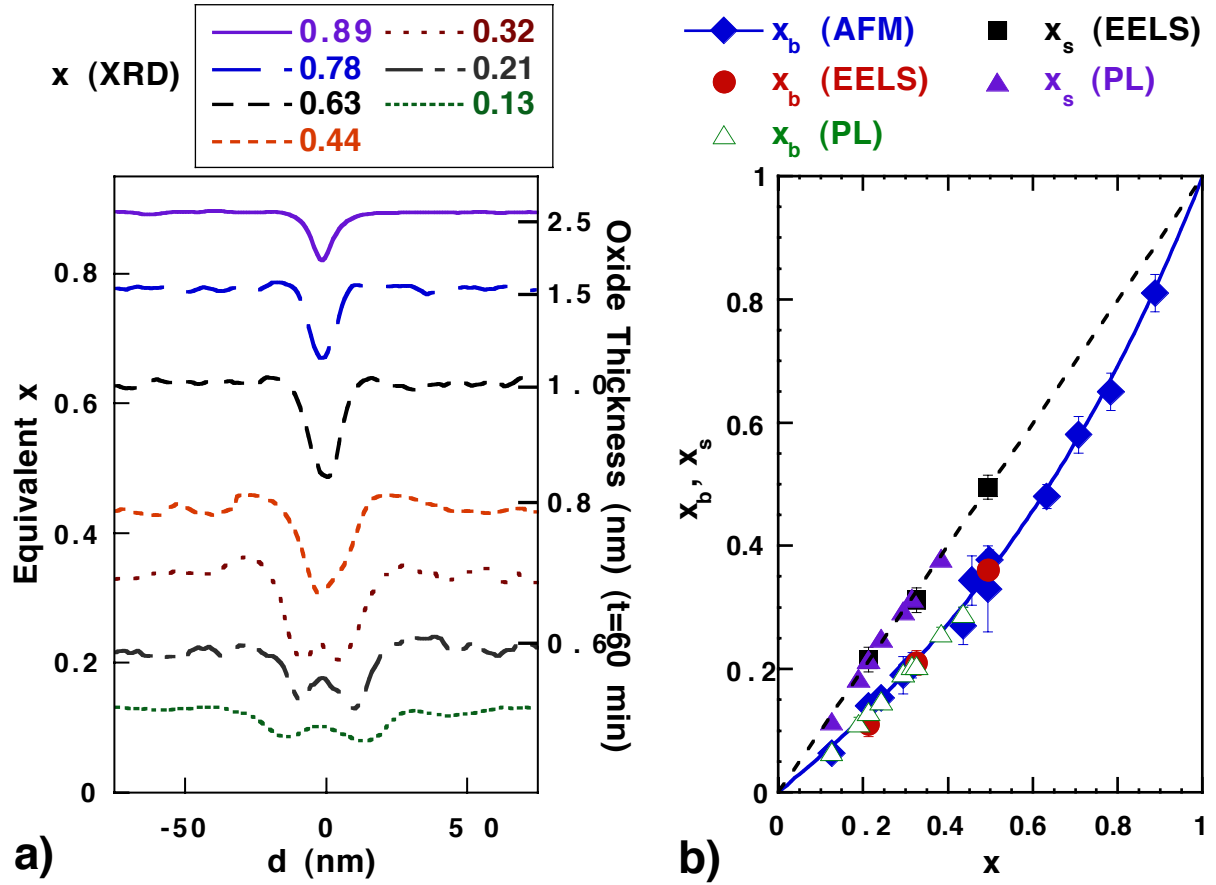 x (XRD)
0.89 0.32
0.78 0.21
0.63 0.13
0.44
Equivalent x
0.8
0.6
0.4
0.2
0
-50 0 5 0
d (nm)
2.5
1.5
1.0
0.8
0.6
Oxide Thickness (nm) (t=60 min)
a)
x_b (AFM) x_s (EELS)
x_b (EELS) x_s (PL)
x_b (PL)
x_b, x_s
1
0.8
0.6
0.4
0.2
0
0 0.2 0.4 0.6 0.8 1
x
b)